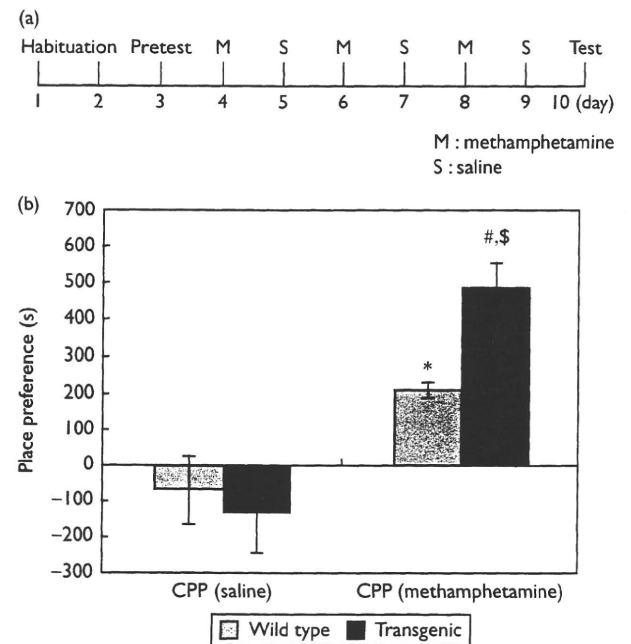 (a)
Habituation Pretest M S M S M S Test
1 2 3 4 5 6 7 8 9 10 (day)
M : methamphetamine
S : saline
(b)
700
600
500
400
300
200
100
0
−100
−200
−300
Place preference (s)
*
#,$
CPP (saline) CPP (methamphetamine)
Wild type Transgenic